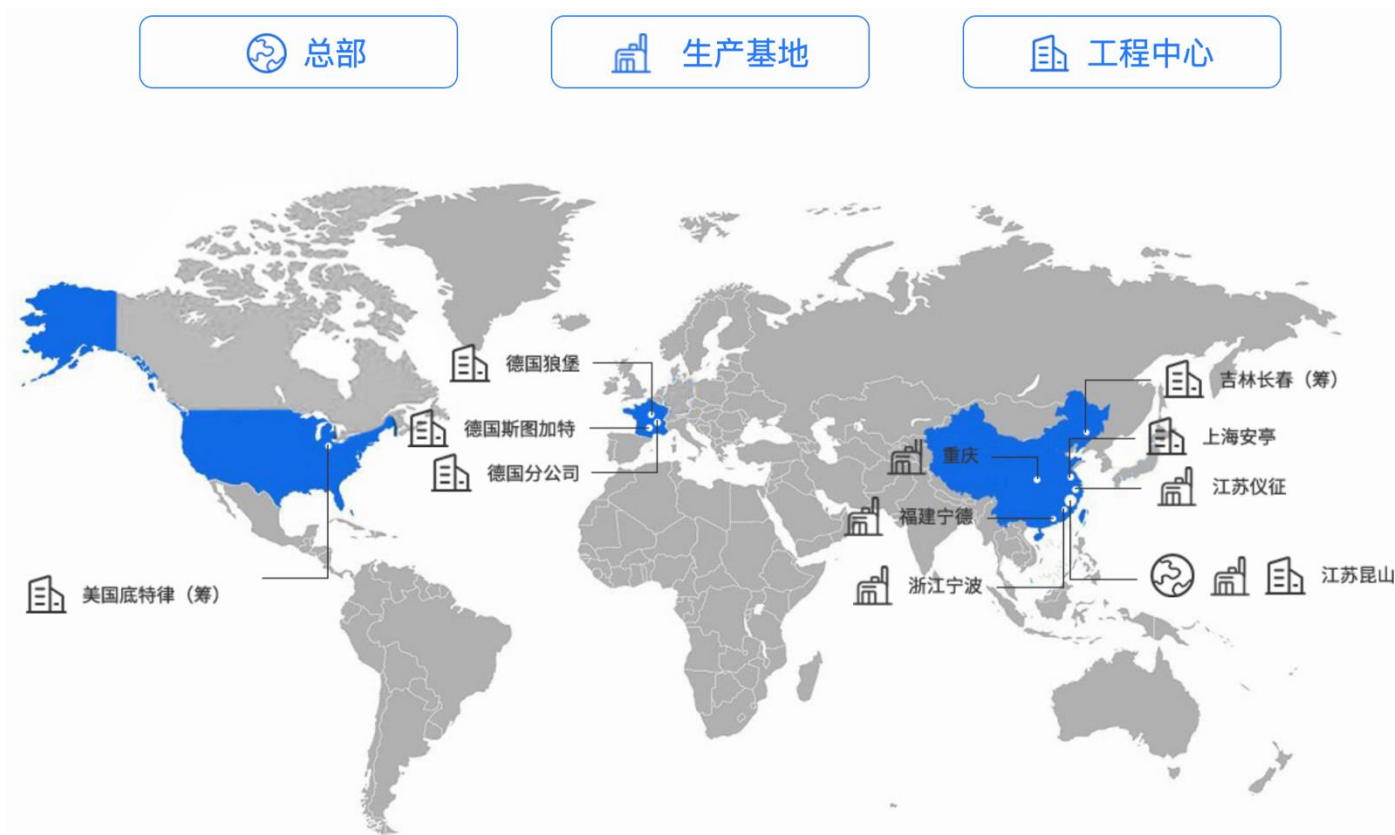 总部
生产基地
工程中心
德国狼堡
吉林长春（筹）
德国斯图加特
上海安亭
重庆
德国分公司
江苏仪征
福建宁德
江苏昆山
浙江宁波
美国底特律（筹）